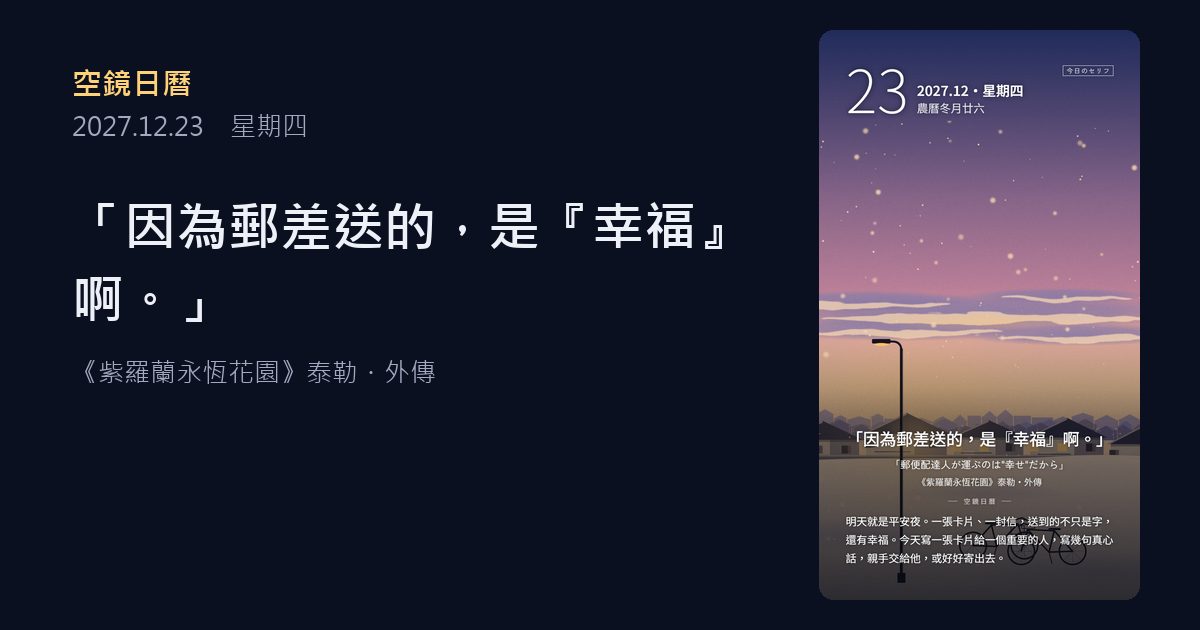 空鏡日曆
2027.12.23 星期四
「因為郵差送的，是『幸福』
啊。」
《紫羅蘭永恆花園》泰勒．外傳
今日のセリフ
23
2027.12・星期四
農曆冬月廿六
「因為郵差送的，是『幸福』啊。」
「郵便配達人が運ぶのは"幸せ"だから」
《紫羅蘭永恆花園》泰勒・外傳
— 空鏡日曆 —
明天就是平安夜。一張卡片、一封信，送到的不只是字，
還有幸福。今天寫一張卡片給一個重要的人，寫幾句真心
話，親手交給他，或好好寄出去。